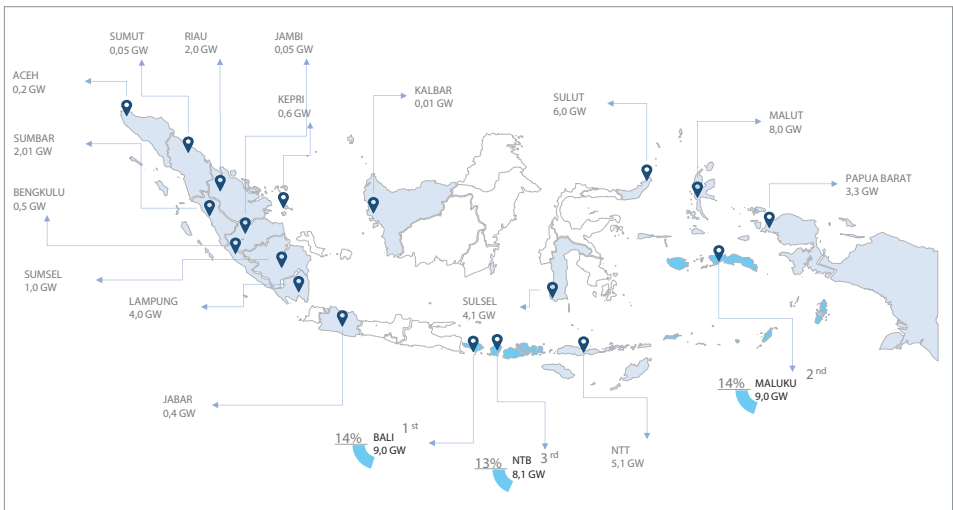 SUMUT
0,05 GW
RIAU
2,0 GW
JAMBI
0,05 GW
ACEH
0,2 GW
KEPRI
0,6 GW
KALBAR
0,01 GW
SULUT
6,0 GW
MALUT
8,0 GW
SUMBAR
2,01 GW
PAPUA BARAT
3,3 GW
BENGKULU
0,5 GW
SUMSEL
1,0 GW
LAMPUNG
4,0 GW
SULSEL
4,1 GW
JABAR
0,4 GW
14% BALI 1st
9,0 GW
13% NTB 3rd
8,1 GW
NTT
5,1 GW
14% MALUKU 2nd
9,0 GW